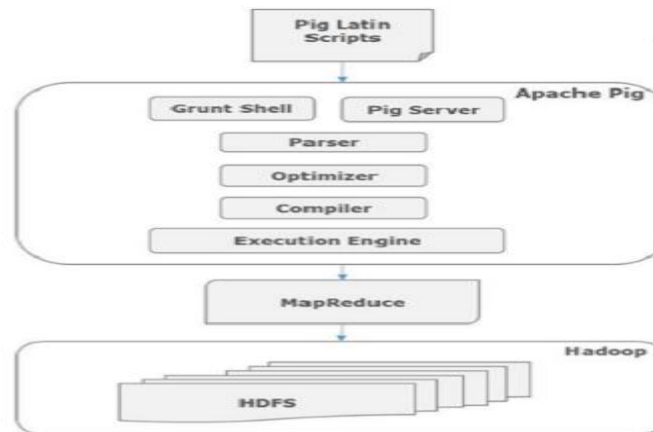 Pig Latin
Scripts
Apache Pig
Grunt Shell
Pig Server
Parser
Optimizer
Compiler
Execution Engine
MapReduce
Hadoop
HDFS